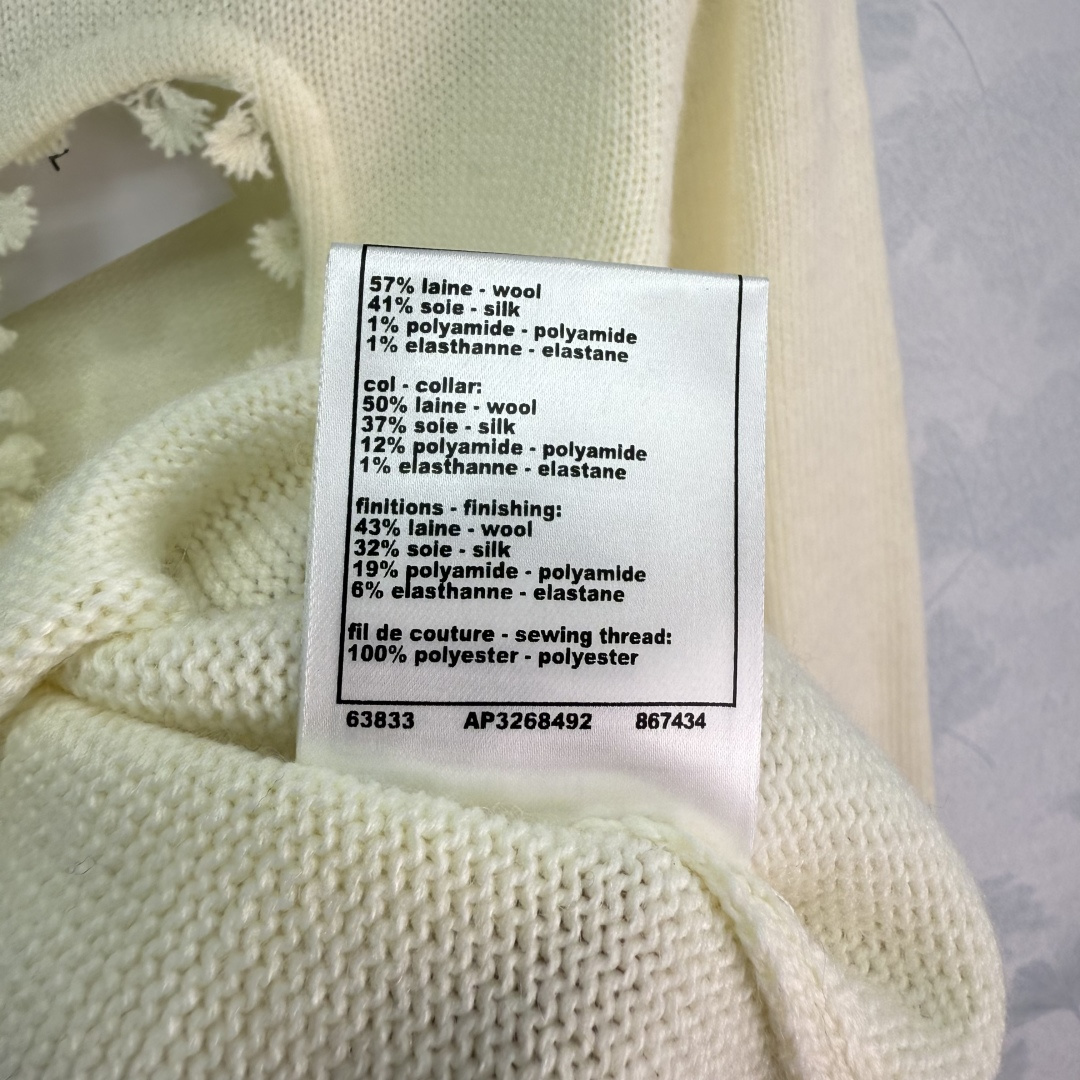 57% laine - wool
41% soie - silk
1% polyamide - polyamide
1% elasthanne - elastane
col - collar:
50% laine - wool
37% soie - silk
12% polyamide - polyamide
1% elasthanne - elastane
finitions - finishing:
43% laine - wool
32% soie - silk
19% polyamide - polyamide
6% elasthanne - elastane
fil de couture - sewing thread:
100% polyester - polyester
63833 AP3268492 867434